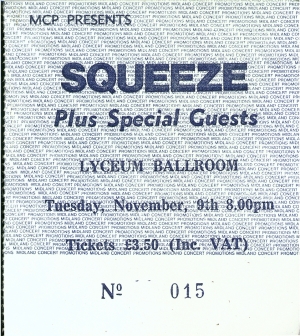 MCP PRESENTS
SQUEEZE
Plus Special Guests
LYCEUM BALLROOM
Tuesday, November, 9th 8.00pm
Tickets £3.50 (Inc. VAT)
Nº 015